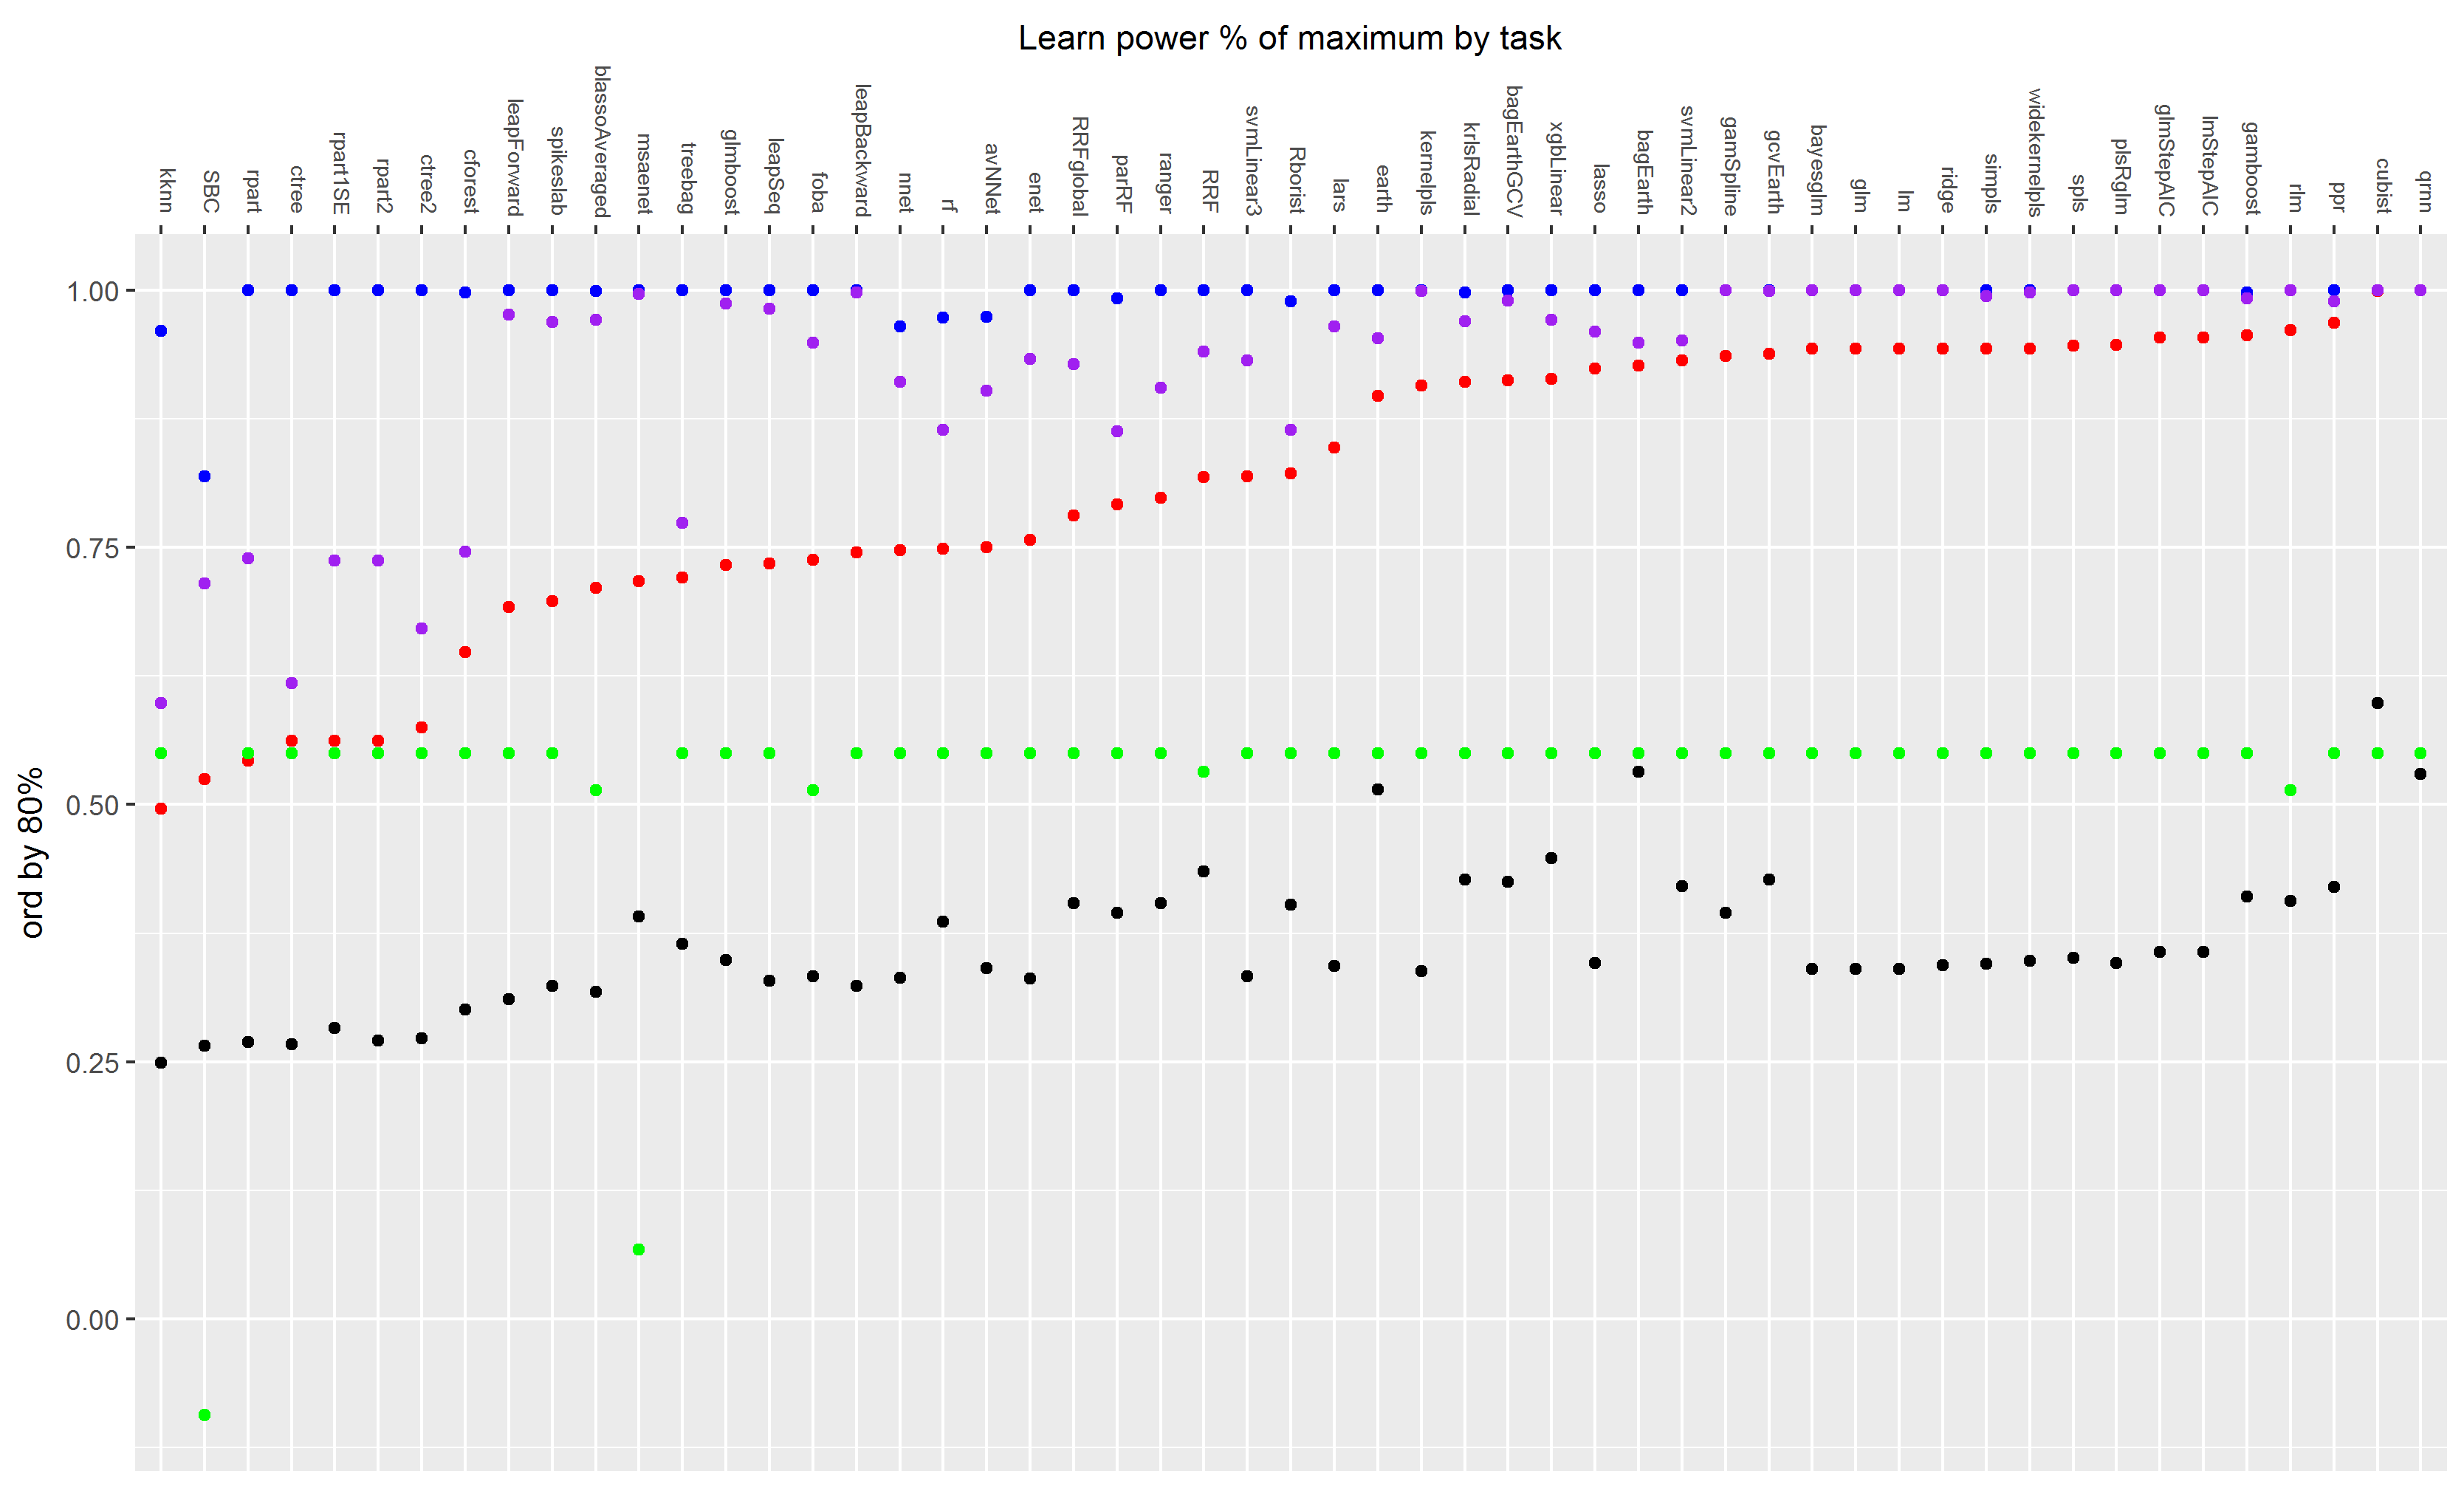 Learn power % of maximum by task
kknn
SBC
rpart
ctree
rpart1SE
rpart2
ctree2
cforest
leapForward
spikeslab
blassoAveraged
msaenet
treebag
glmboost
leapSeq
foba
leapBackward
nnet
rf
avNNet
enet
RRFglobal
parRF
ranger
RRF
svmLinear3
Rborist
lars
earth
kernelpls
krlsRadial
bagEarthGCV
xgbLinear
lasso
bagEarth
svmLinear2
gamSpline
gcvEarth
bayesglm
glm
lm
ridge
simpls
widekernelpls
spls
plsRglm
glmStepAIC
lmStepAIC
gamboost
rlm
ppr
cubist
qrnn
1.00
0.75
0.50
0.25
0.00
ord by 80%